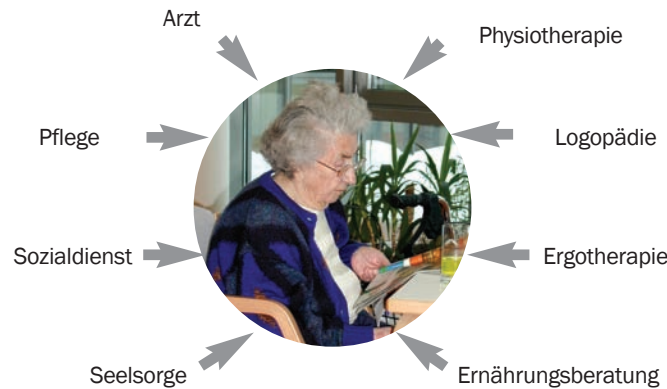 Arzt
Physiotherapie
Pflege
Logopädie
Sozialdienst
Ergotherapie
Seelsorge
Ernährungsberatung